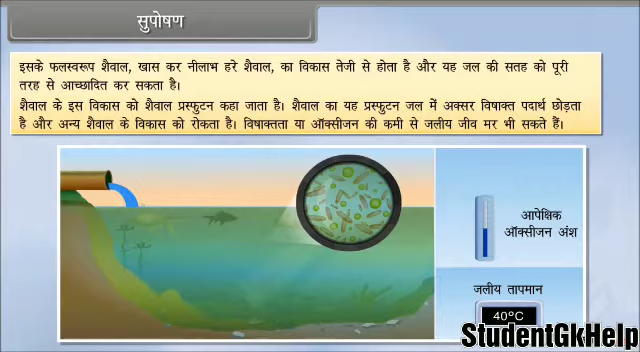 सुपोषण
इसके फलस्वरूप शैवाल, खास कर नीलाभ हरे शैवाल, का विकास तेजी से होता है और यह जल की सतह को पूरी
तरह से आच्छादित कर सकता है।
शैवाल के इस विकास को शैवाल प्रस्फुटन कहा जाता है। शैवाल का यह प्रस्फुटन जल में अक्सर विषाक्त पदार्थ छोड़ता
है और अन्य शैवाल के विकास को रोकता है। विषाक्तता या ऑक्सीजन की कमी से जलीय जीव मर भी सकते हैं।
आपेक्षिक
ऑक्सीजन अंश
जलीय तापमान
40°C
StudentGkHelp